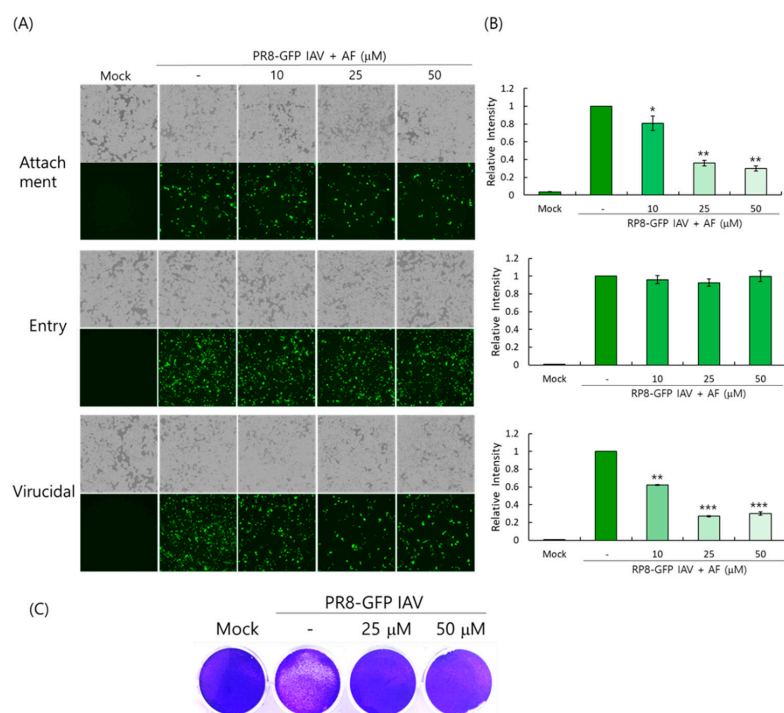 (A)
PR8-GFP IAV + AF (μM)
Mock - 10 25 50
Attach
ment
Entry
Virucidal
(B)
Relative Intensity
1.2
1
0.8
0.6
0.4
0.2
0
* ** **
Mock - 10 25 50
RP8-GFP IAV + AF (μM)
Relative Intensity
1.2
1
0.8
0.6
0.4
0.2
0
Mock - 10 25 50
RP8-GFP IAV + AF (μM)
Relative Intensity
1.2
1
0.8
0.6
0.4
0.2
0
** *** ***
Mock - 10 25 50
RP8-GFP IAV + AF (μM)
(C)
PR8-GFP IAV
Mock - 25 μM 50 μM